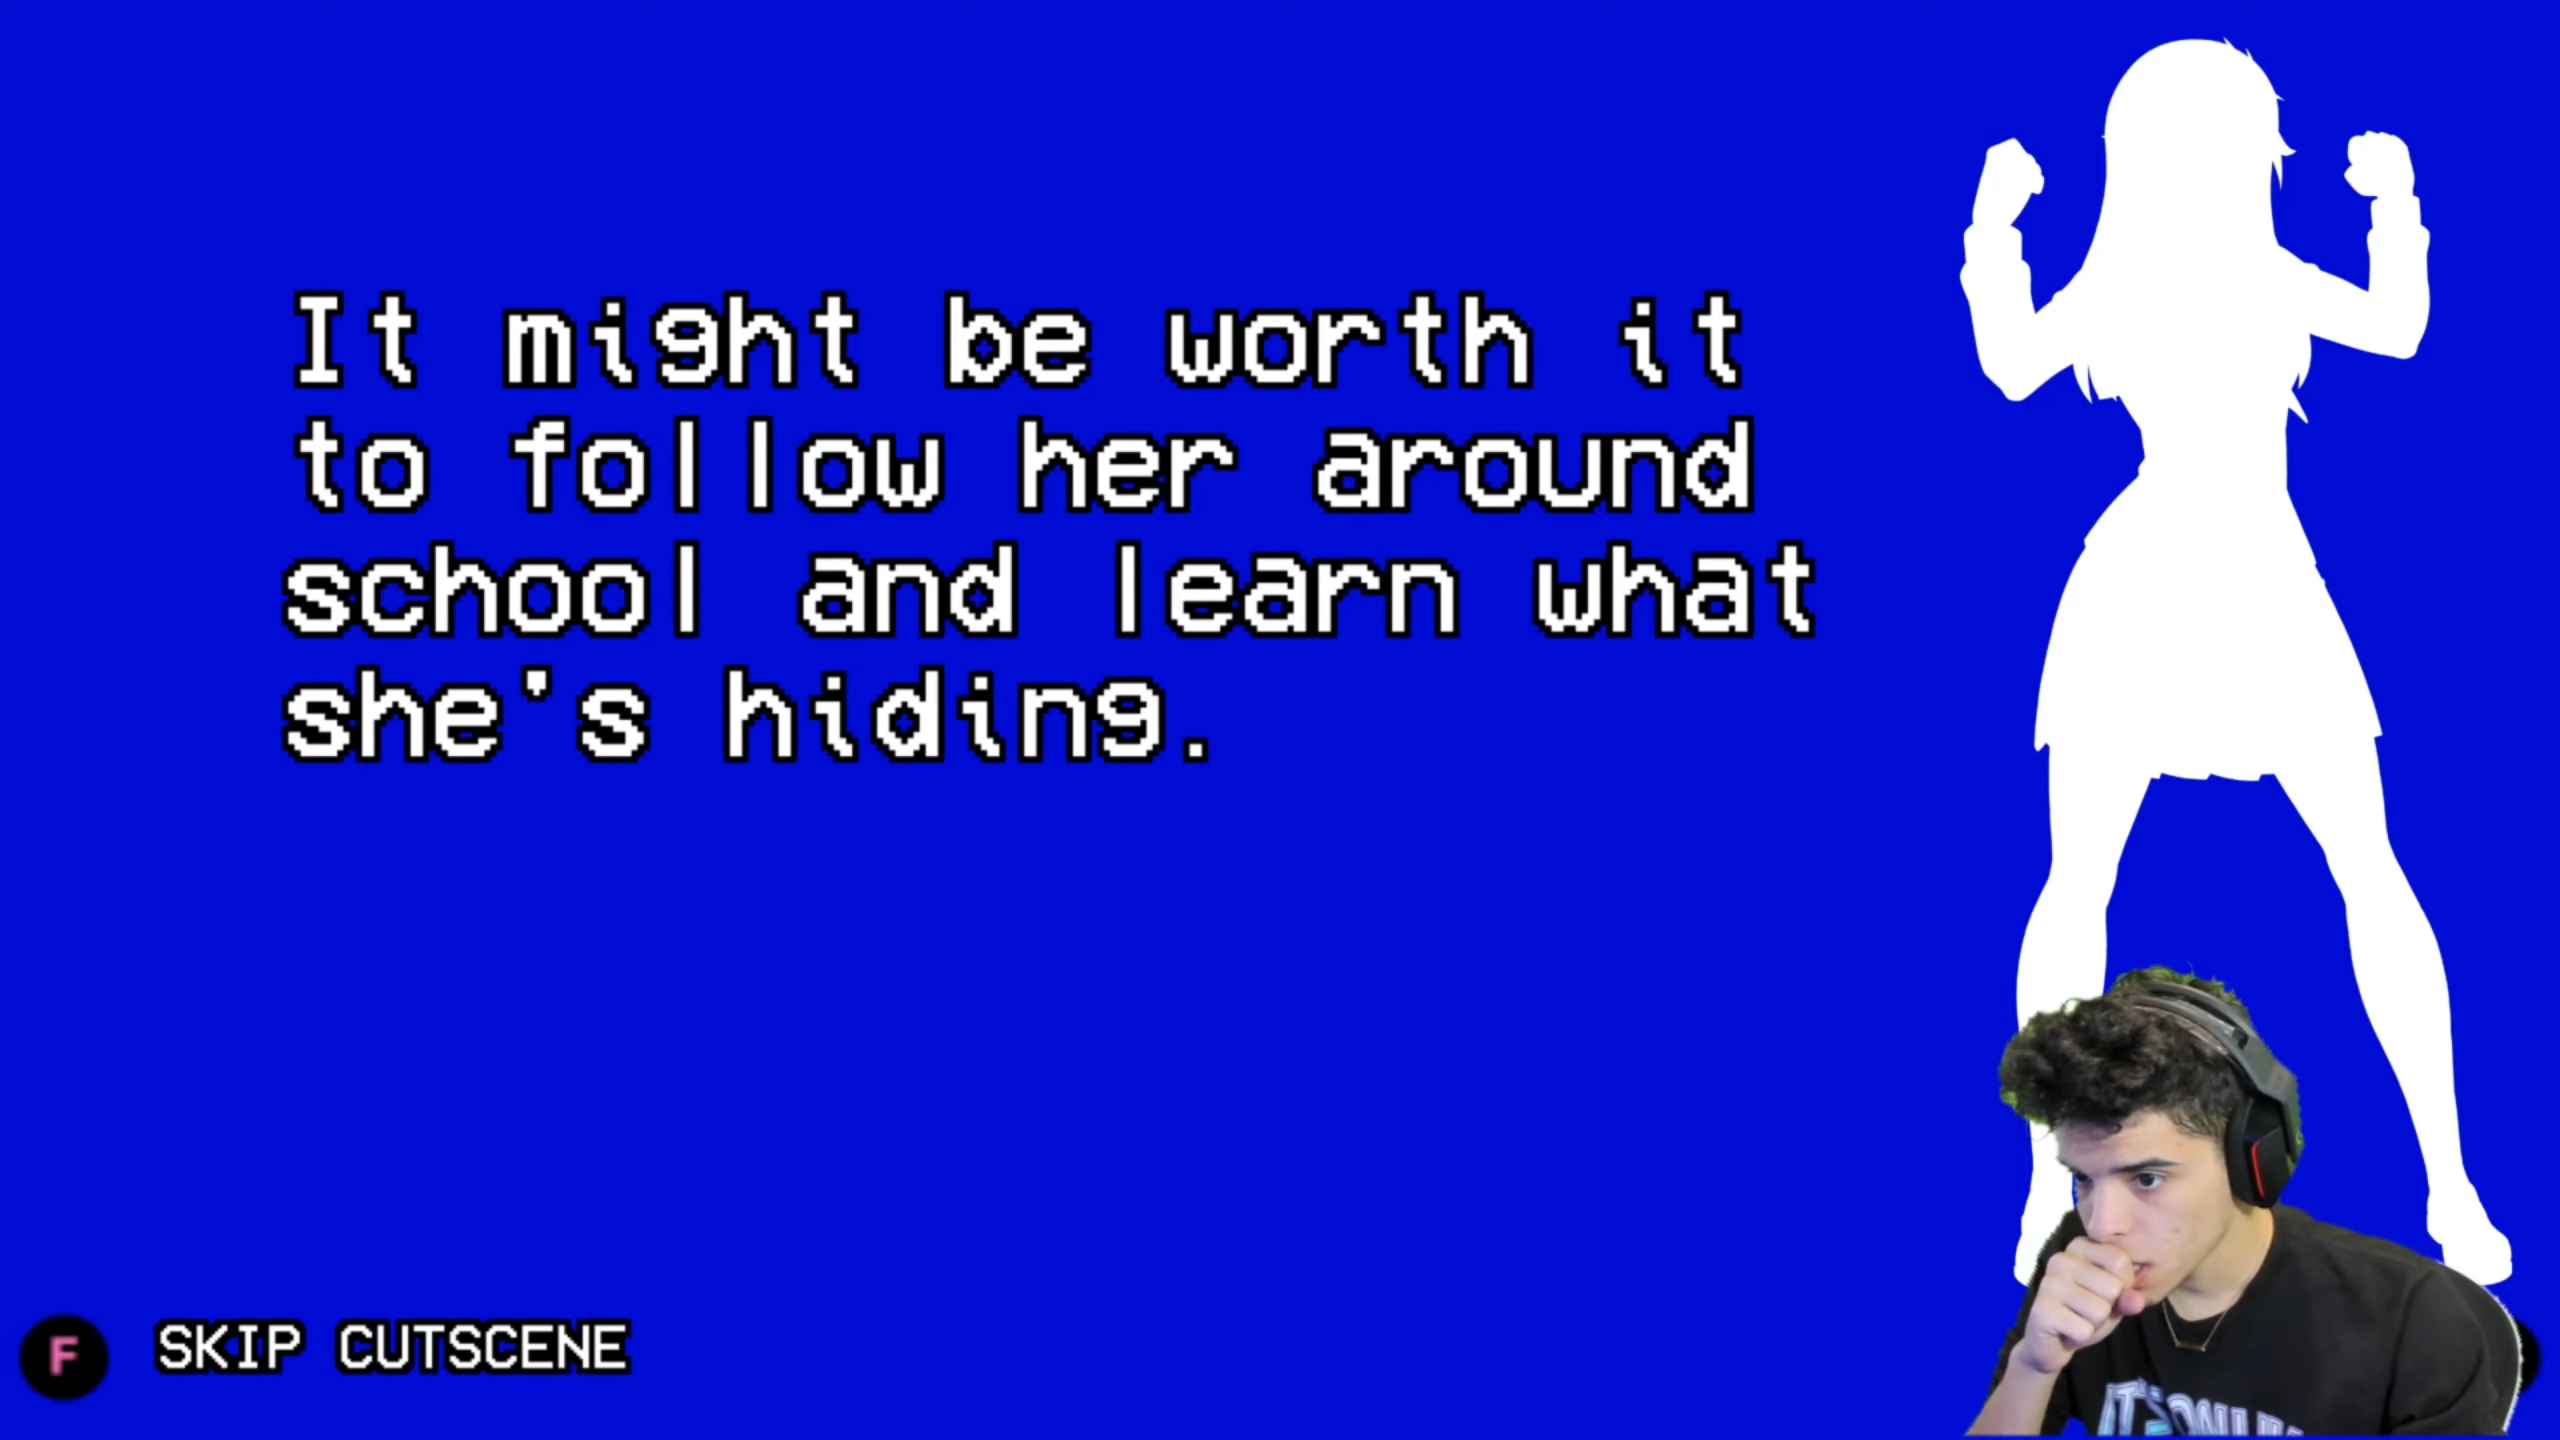 It might be worth it
to follow her around
school and learn what
she's hiding.
F SKIP CUTSCENE